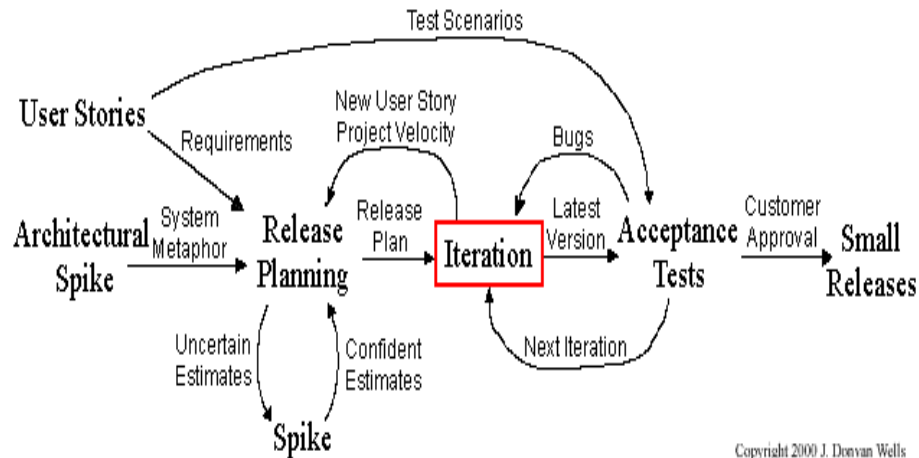 Test Scenarios
User Stories
New User Story
Project Velocity
Requirements
Bugs
Architectural
Spike
System
Metaphor
Release
Planning
Release
Plan
Iteration
Latest
Version
Acceptance
Tests
Customer
Approval
Small
Releases
Uncertain
Estimates
Confident
Estimates
Next Iteration
Spike
Copyright 2000 J. Donvan Wells